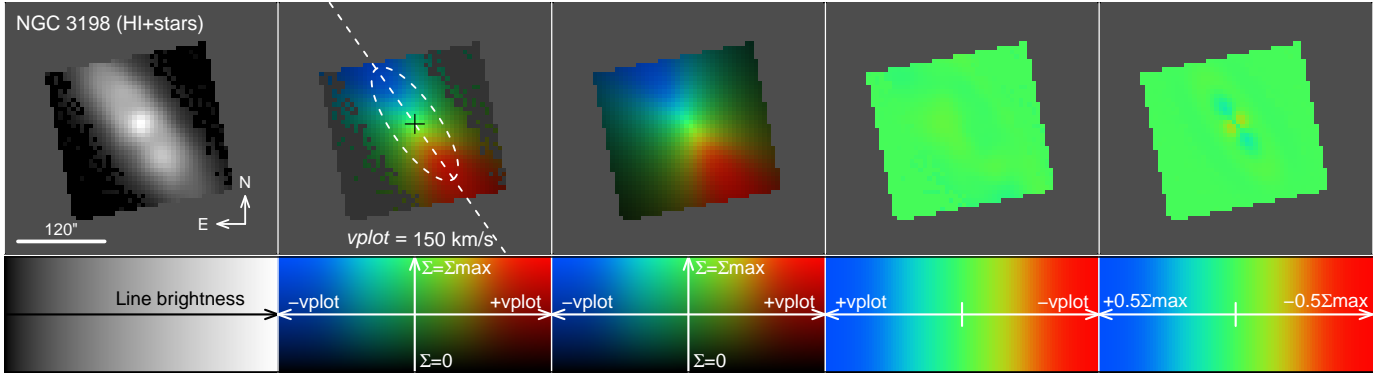 NGC 3198 (HI+stars)
N
E
120"
vplot = 150 km/s
Line brightness
Σ=Σmax
−vplot
+vplot
Σ=0
Σ=Σmax
−vplot
+vplot
Σ=0
+vplot
−vplot
+0.5Σmax
−0.5Σmax